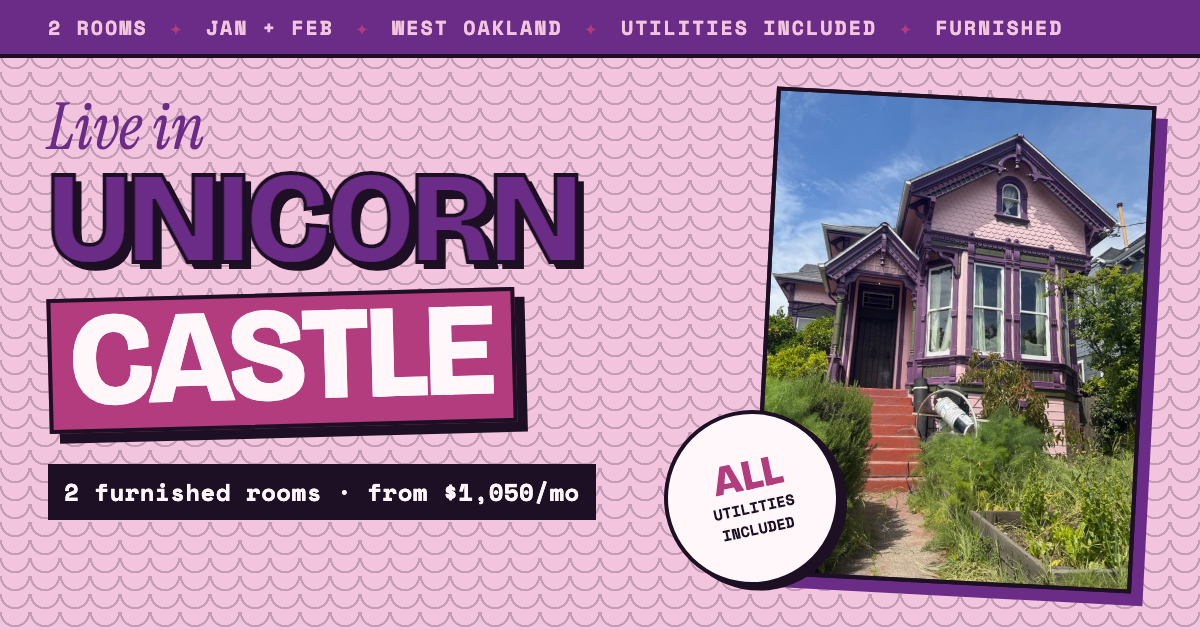 2 ROOMS ✦ JAN + FEB ✦ WEST OAKLAND ✦ UTILITIES INCLUDED ✦ FURNISHED
Live in
UNICORN
CASTLE
2 furnished rooms · from $1,050/mo
ALL
UTILITIES
INCLUDED